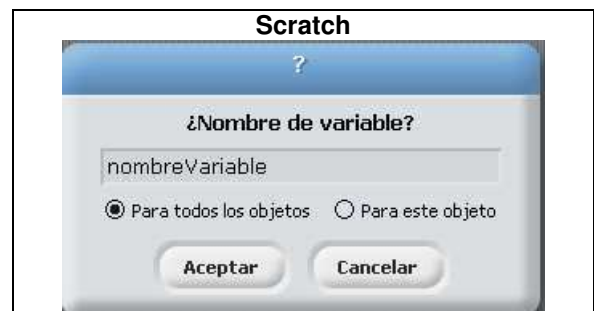 Scratch
?
¿Nombre de variable?
nombreVariable
Para todos los objetos Para este objeto
Aceptar Cancelar